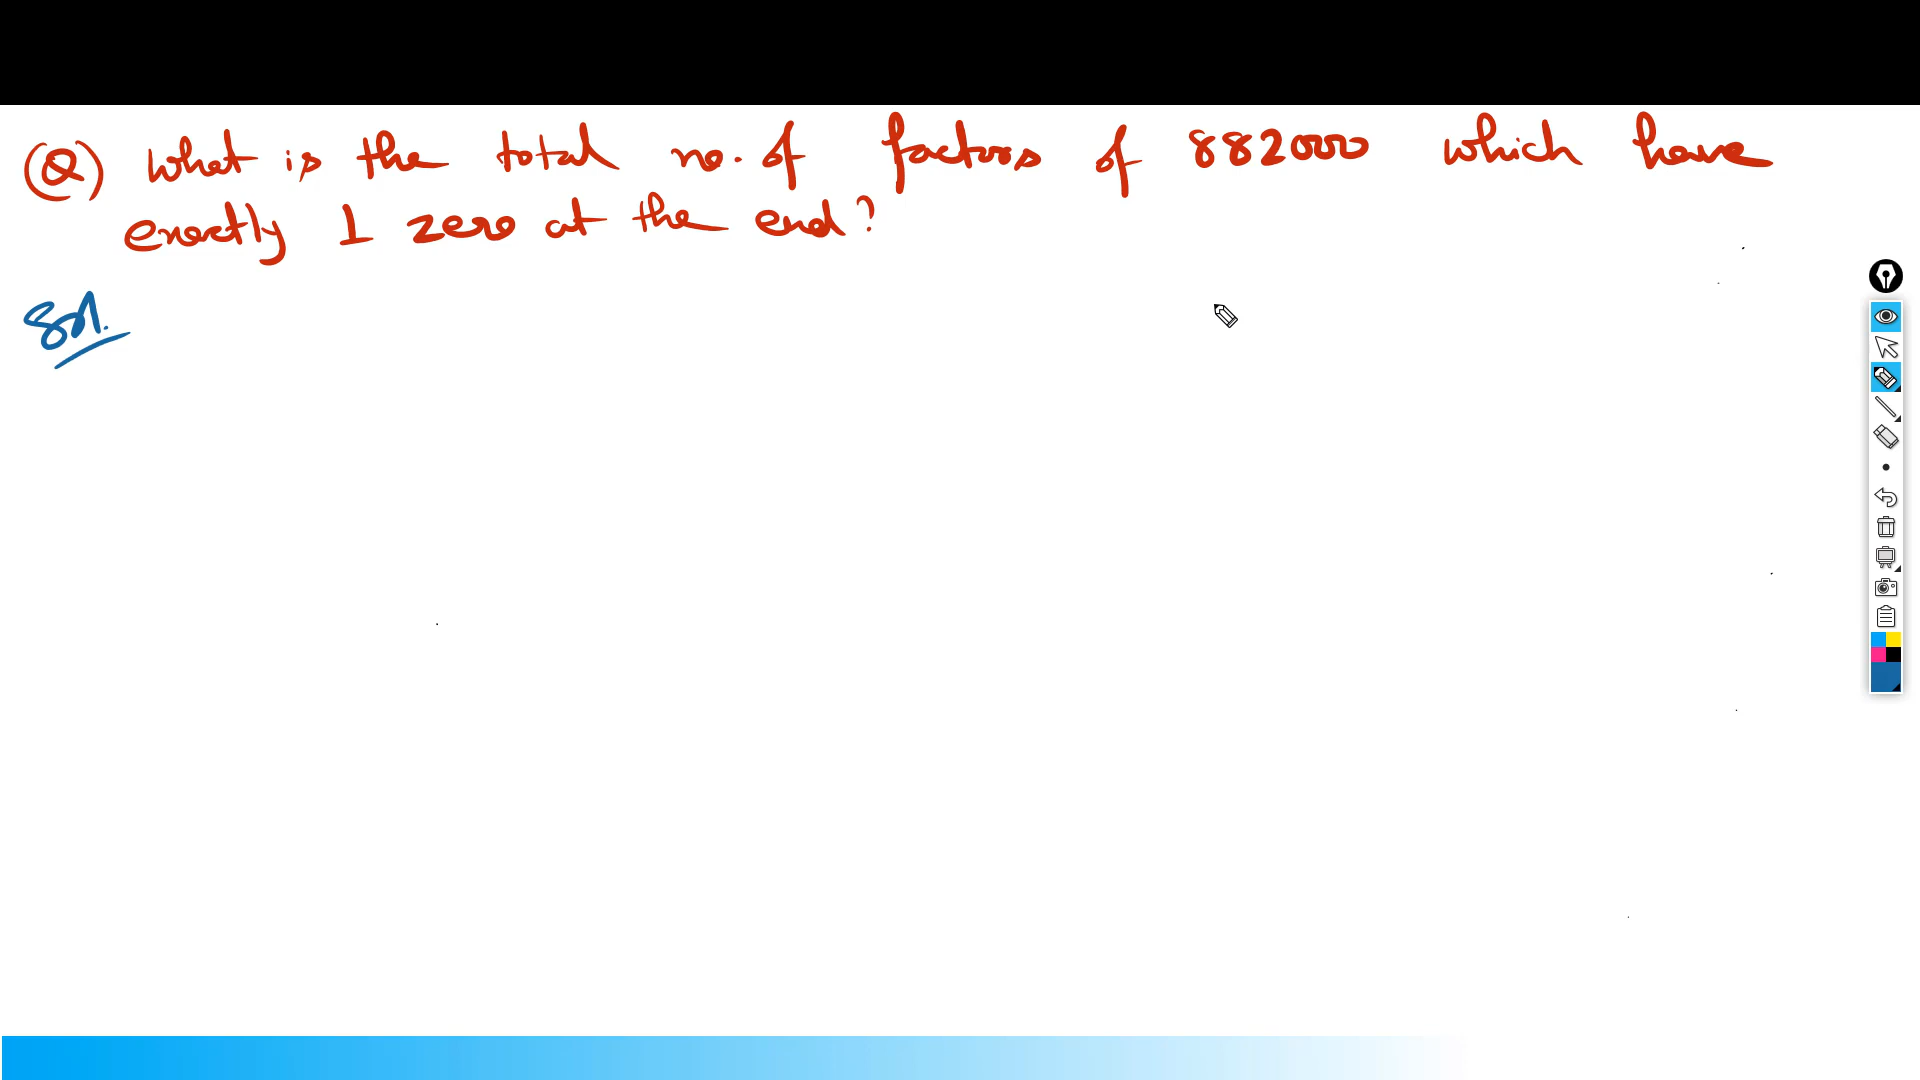 (Q) What is the total no. of factors of 882000 which have
exactly 1 zero at the end?
Sol.